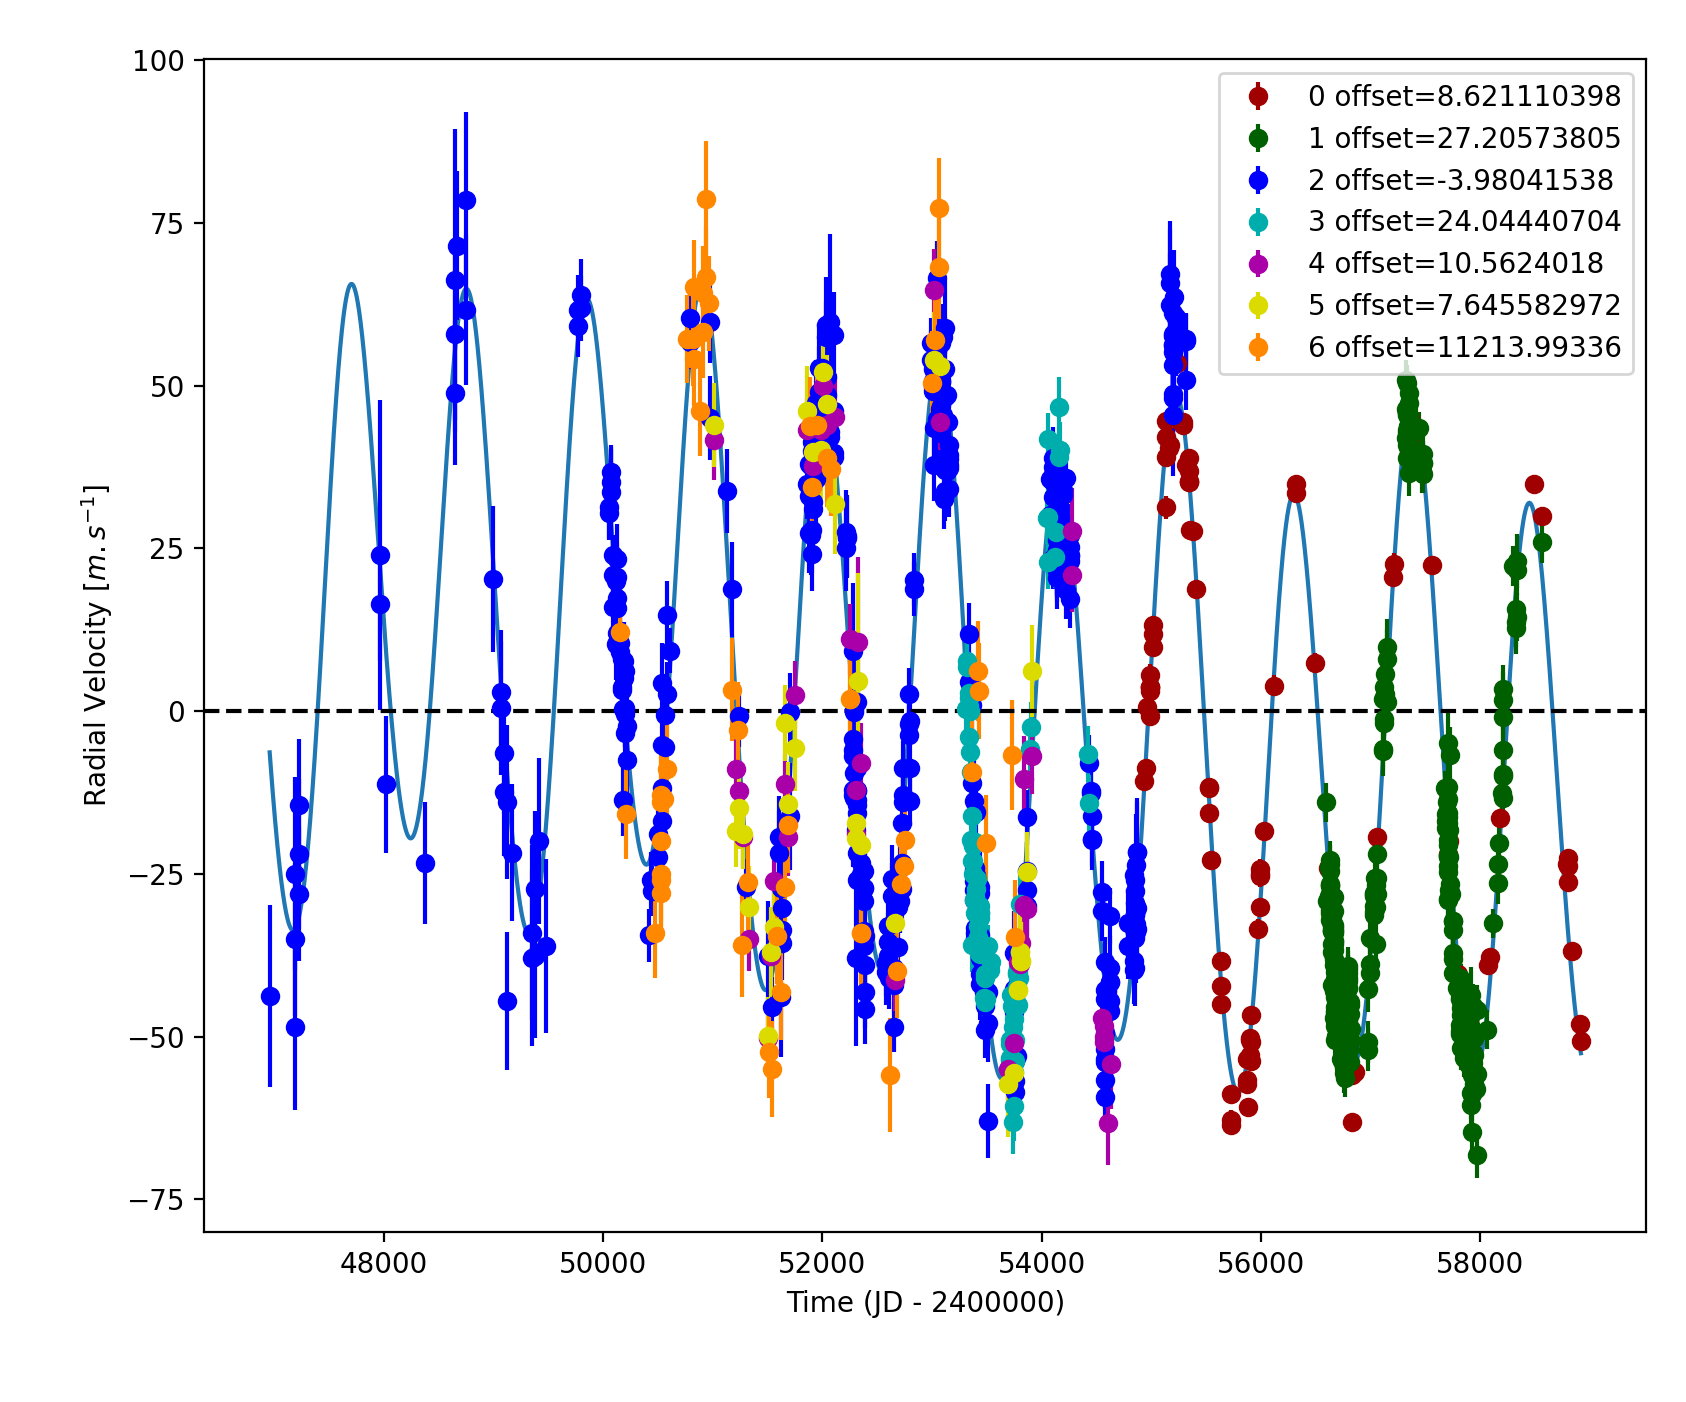 100
75
50
25
0
−25
−50
−75
Radial Velocity [m.s⁻¹]
0 offset=8.621110398
1 offset=27.20573805
2 offset=-3.98041538
3 offset=24.04440704
4 offset=10.5624018
5 offset=7.645582972
6 offset=11213.99336
48000 50000 52000 54000 56000 58000
Time (JD - 2400000)